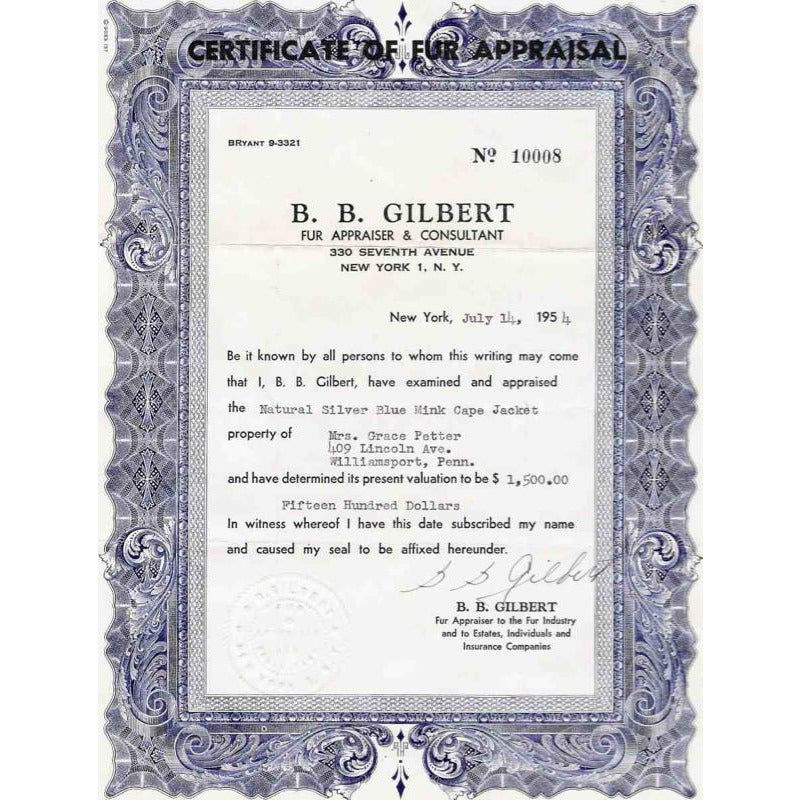 © GOES 157
CERTIFICATE OF FUR APPRAISAL
BRYANT 9-3321
Nº 10008
B. B. GILBERT
FUR APPRAISER & CONSULTANT
330 SEVENTH AVENUE
NEW YORK 1, N. Y.
New York, July 14, 1954
Be it known by all persons to whom this writing may come
that I, B. B. Gilbert, have examined and appraised
the Natural Silver Blue Mink Cape Jacket
property of Mrs. Grace Petter
409 Lincoln Ave.
Williamsport, Penn.
and have determined its present valuation to be $ 1,500.00
Fifteen Hundred Dollars
In witness whereof I have this date subscribed my name
and caused my seal to be affixed hereunder.
B B Gilbert
B. B. GILBERT
Fur Appraiser to the Fur Industry
and to Estates, Individuals and
Insurance Companies